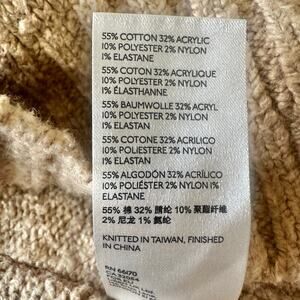 55% COTTON 32% ACRYLIC
10% POLYESTER 2% NYLON
1% ELASTANE
55% COTON 32% ACRYLIQUE
10% POLYESTER 2% NYLON
1% ÉLASTHANNE
55% BAUMWOLLE 32% ACRYL
10% POLYESTER 2% NYLON
1% ELASTAN
55% COTONE 32% ACRILICO
10% POLIESTERE 2% NYLON
1% ELASTAN
55% ALGODÓN 32% ACRÍLICO
10% POLIÉSTER 2% NYLON 1%
ELASTANE
55% 棉 32% 腈纶 10% 聚酯纤维
2% 尼龙 1% 氨纶
KNITTED IN TAIWAN, FINISHED
IN CHINA
RN 66170